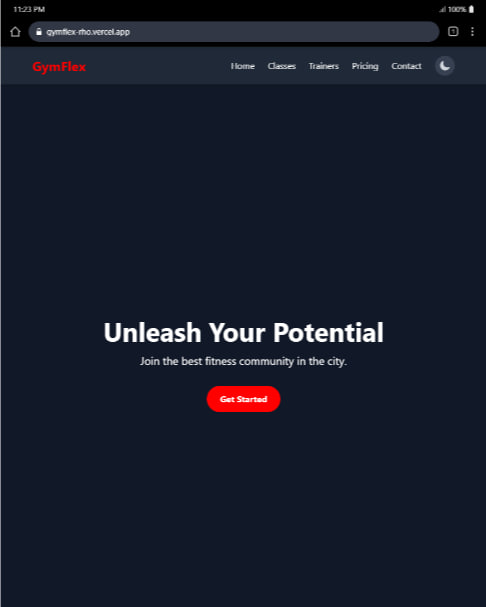 11:23 PM 100%
gymflex-rho.vercel.app 1
GymFlex Home Classes Trainers Pricing Contact
Unleash Your Potential
Join the best fitness community in the city.
Get Started